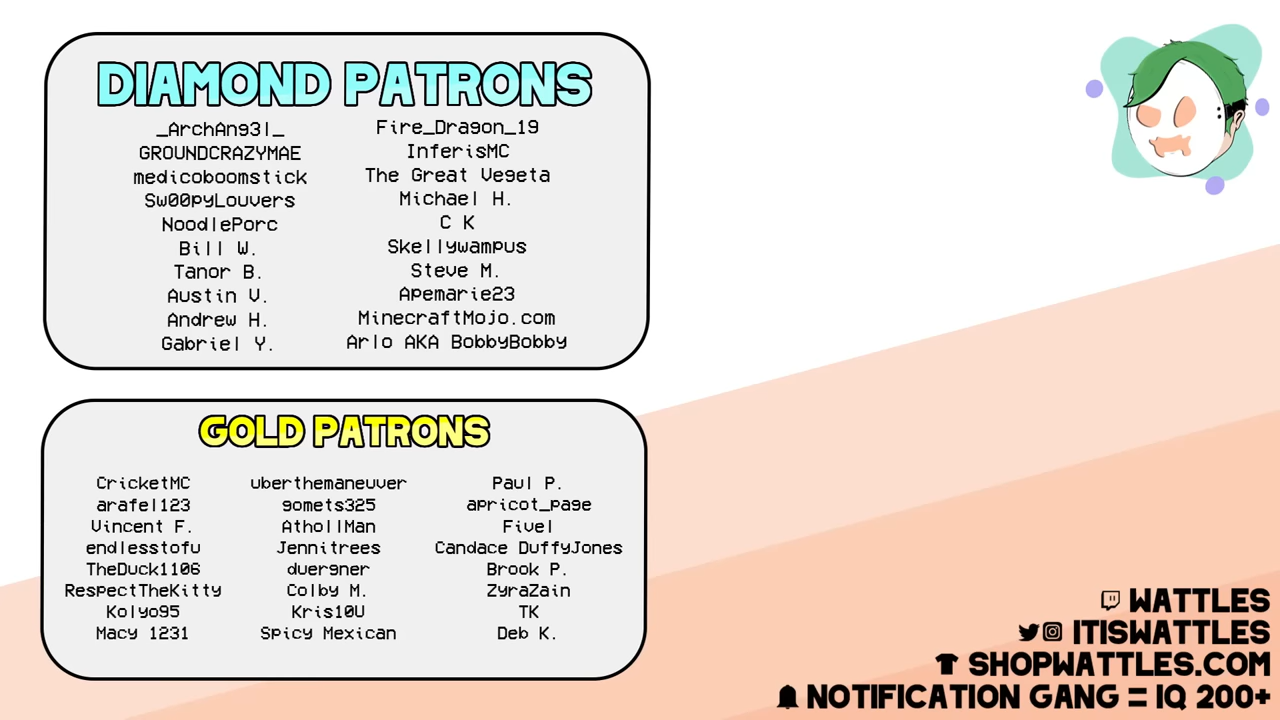 DIAMOND PATRONS
_ArchAng3l_
GROUNDCRAZYMAE
medicoboomstick
Sw00pyLouvers
NoodlePorc
Bill W.
Tanor B.
Austin V.
Andrew H.
Gabriel Y.
Fire_Dragon_19
InferisMC
The Great Vegeta
Michael H.
C K
Skellywampus
Steve M.
Apemarie23
MinecraftMojo.com
Arlo AKA BobbyBobby
GOLD PATRONS
CricketMC
arafel123
Vincent F.
endlesstofu
TheDuck1106
RespectTheKitty
Kolyo95
Macy 1231
uberthemaneuver
gomets325
AthollMan
Jennitrees
duergner
Colby M.
Kris10U
Spicy Mexican
Paul P.
apricot_page
Fivel
Candace DuffyJones
Brook P.
ZyraZain
TK
Deb K.
WATTLES
ITISWATTLES
SHOPWATTLES.COM
NOTIFICATION GANG = IQ 200+